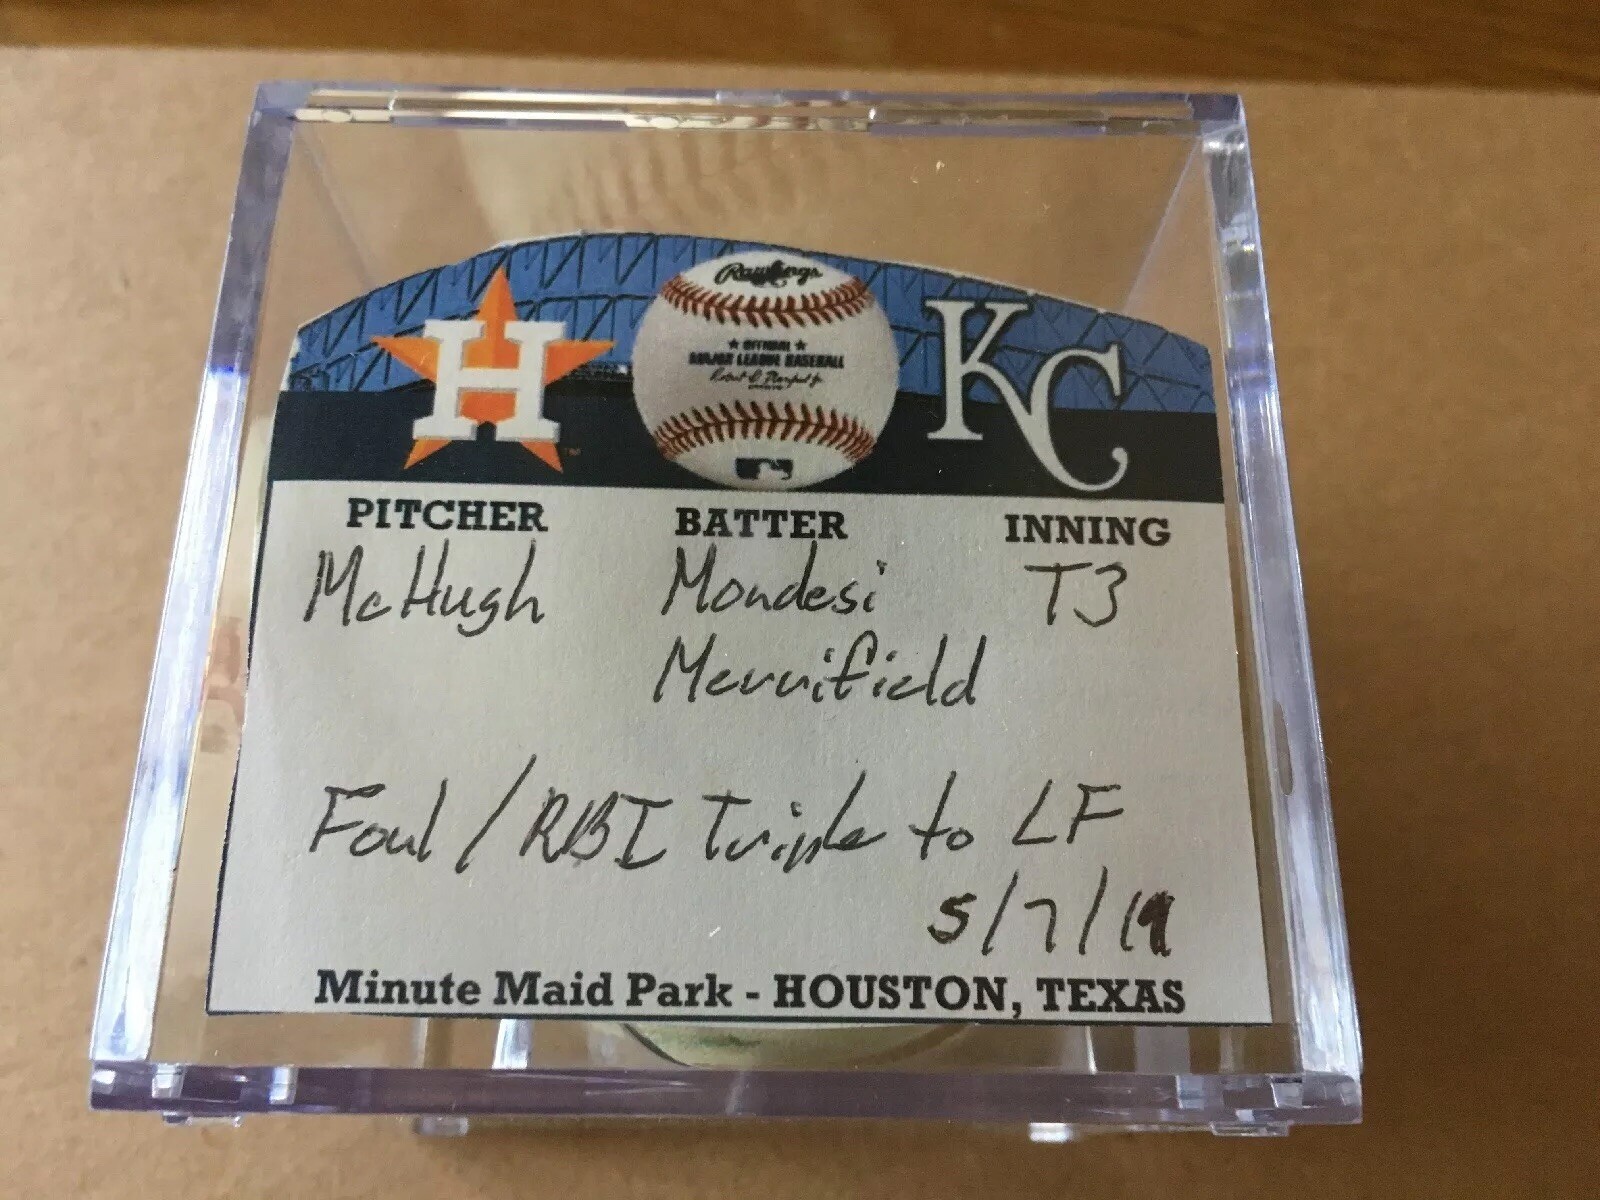 Rawlings
★ OFFICIAL ★
MAJOR LEAGUE BASEBALL
H
TM
KC
PITCHER BATTER INNING
McHugh Mondesi T3
Merrifield
Foul / RBI Triple to LF
5/7/19
Minute Maid Park - HOUSTON, TEXAS